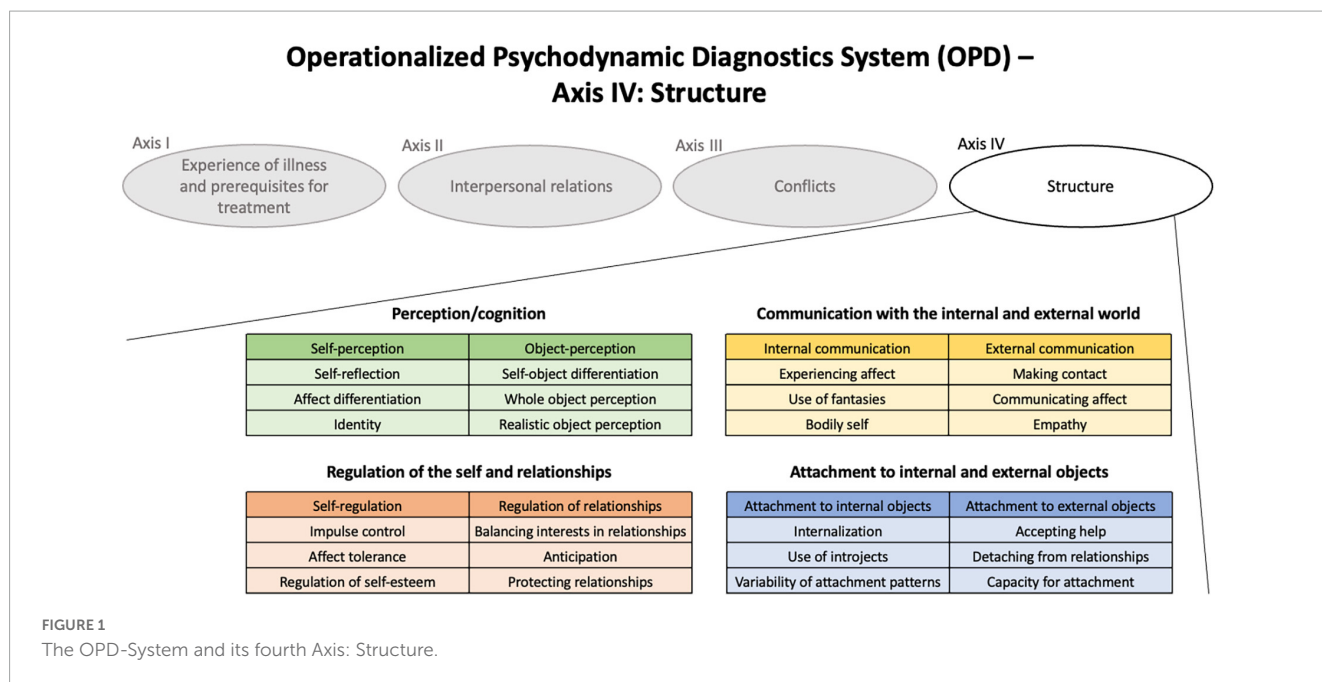 Operationalized Psychodynamic Diagnostics System (OPD) –
Axis IV: Structure
Axis I
Axis II
Axis III
Axis IV
Experience of illness
and prerequisites for
treatment
Interpersonal relations
Conflicts
Structure
Perception/cognition
Self-perception Object-perception
Self-reflection Self-object differentiation
Affect differentiation Whole object perception
Identity Realistic object perception
Communication with the internal and external world
Internal communication External communication
Experiencing affect Making contact
Use of fantasies Communicating affect
Bodily self Empathy
Regulation of the self and relationships
Self-regulation Regulation of relationships
Impulse control Balancing interests in relationships
Affect tolerance Anticipation
Regulation of self-esteem Protecting relationships
Attachment to internal and external objects
Attachment to internal objects Attachment to external objects
Internalization Accepting help
Use of introjects Detaching from relationships
Variability of attachment patterns Capacity for attachment
FIGURE 1
The OPD-System and its fourth Axis: Structure.